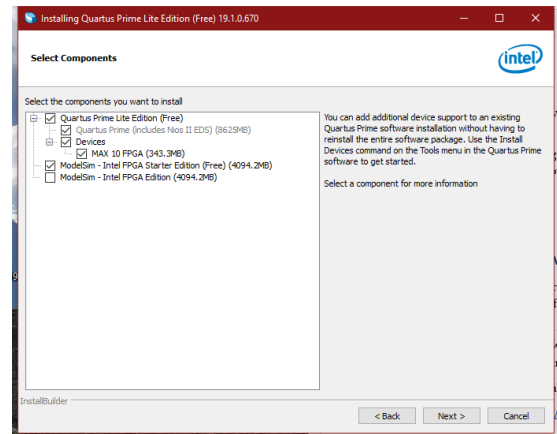 Installing Quartus Prime Lite Edition (Free) 19.1.0.670
Select Components
intel
Select the components you want to install
Quartus Prime Lite Edition (Free)
Quartus Prime (includes Nios II EDS) (8625MB)
Devices
MAX 10 FPGA (343.3MB)
ModelSim - Intel FPGA Starter Edition (Free) (4094.2MB)
ModelSim - Intel FPGA Edition (4094.2MB)
You can add additional device support to an existing
Quartus Prime software installation without having to
reinstall the entire software package. Use the Install
Devices command on the Tools menu in the Quartus Prime
software to get started.
Select a component for more information
InstallBuilder
< Back
Next >
Cancel